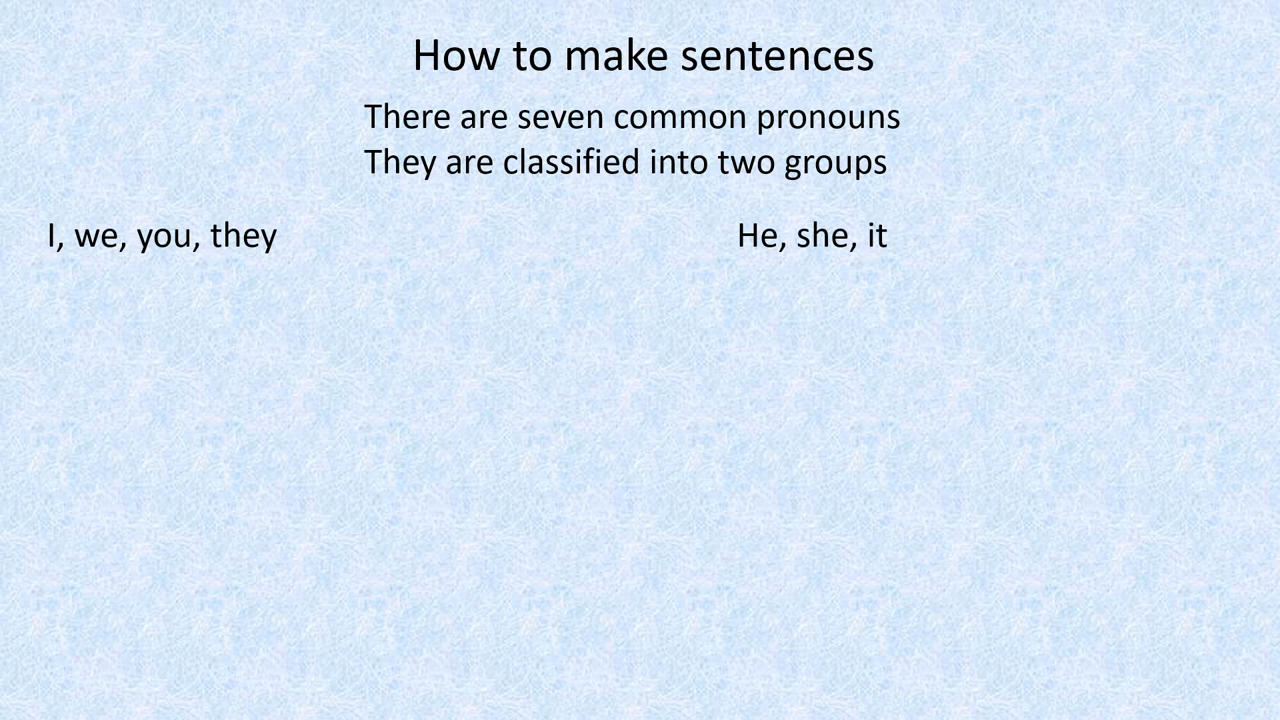 How to make sentences
There are seven common pronouns
They are classified into two groups
I, we, you, they
He, she, it